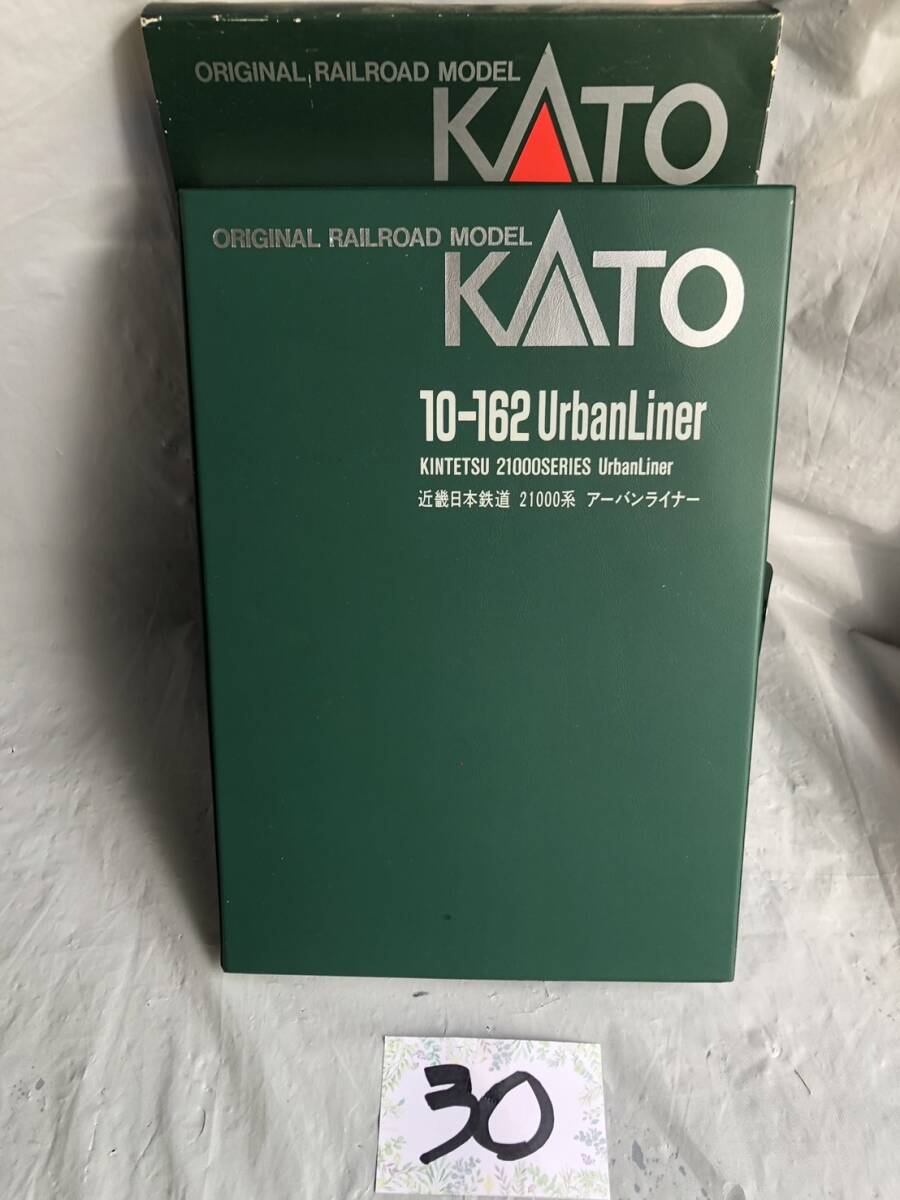 ORIGINAL RAILROAD MODEL
KATO
ORIGINAL RAILROAD MODEL
KATO
10-162 UrbanLiner
KINTETSU 21000SERIES UrbanLiner
近畿日本鉄道 21000系 アーバンライナー
30